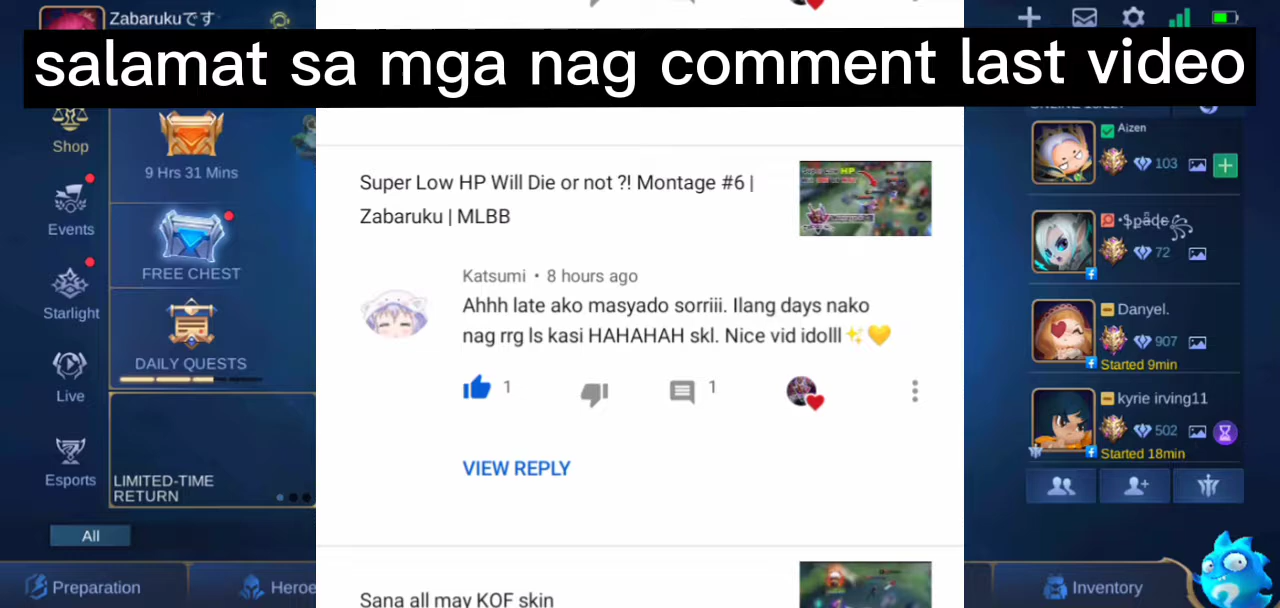 Zabarukuです
salamat sa mga nag comment last video
Shop
9 Hrs 31 Mins
Events
FREE CHEST
Starlight
DAILY QUESTS
Live
LIMITED-TIME
RETURN
Esports
All
Preparation
Heroe
Super Low HP Will Die or not ?! Montage #6 |
Zabaruku | MLBB
Katsumi • 8 hours ago
Ahhh late ako masyado sorriii. Ilang days nako
nag rrg ls kasi HAHAHAH skl. Nice vid idolll✨💛
1
1
VIEW REPLY
Sana all may KOF skin
Aizen
103
72
Danyel.
907
Started 9min
kyrie irving11
502
Started 18min
Inventory